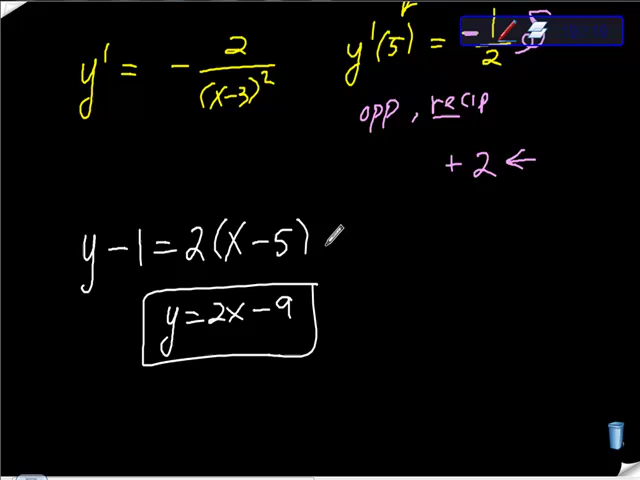 y' = - 2/(x-3)²
y'(5) = - 1/2
opp, recip
+2 ←
y-1=2(x-5)
y=2x-9